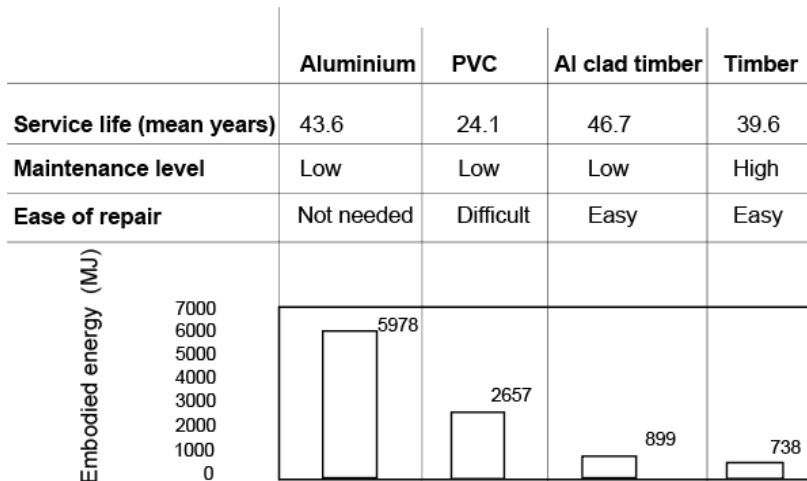 Aluminium PVC Al clad timber Timber
Service life (mean years) 43.6 24.1 46.7 39.6
Maintenance level Low Low Low High
Ease of repair Not needed Difficult Easy Easy
Embodied energy (MJ)
7000
6000
5000
4000
3000
2000
1000
0
5978
2657
899
738